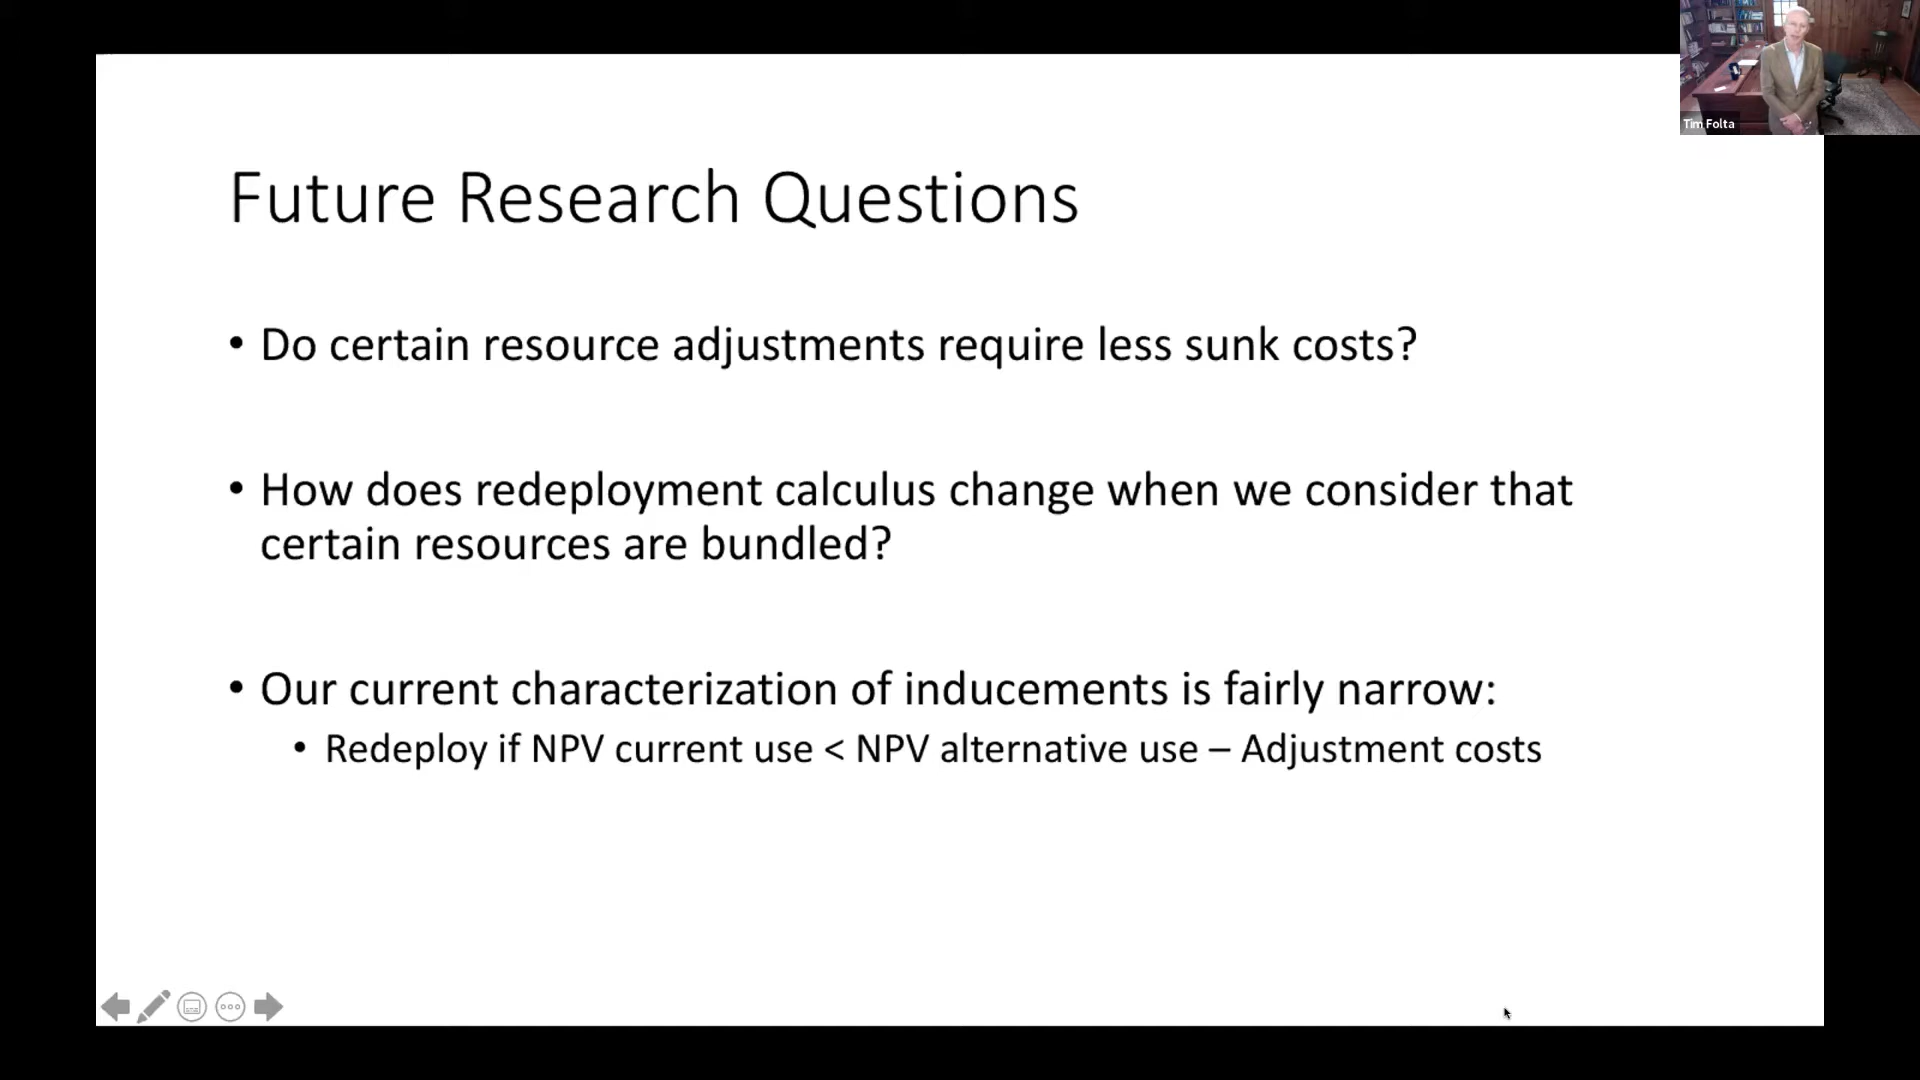 Tim Folta
Future Research Questions
• Do certain resource adjustments require less sunk costs?
• How does redeployment calculus change when we consider that
certain resources are bundled?
• Our current characterization of inducements is fairly narrow:
• Redeploy if NPV current use < NPV alternative use – Adjustment costs